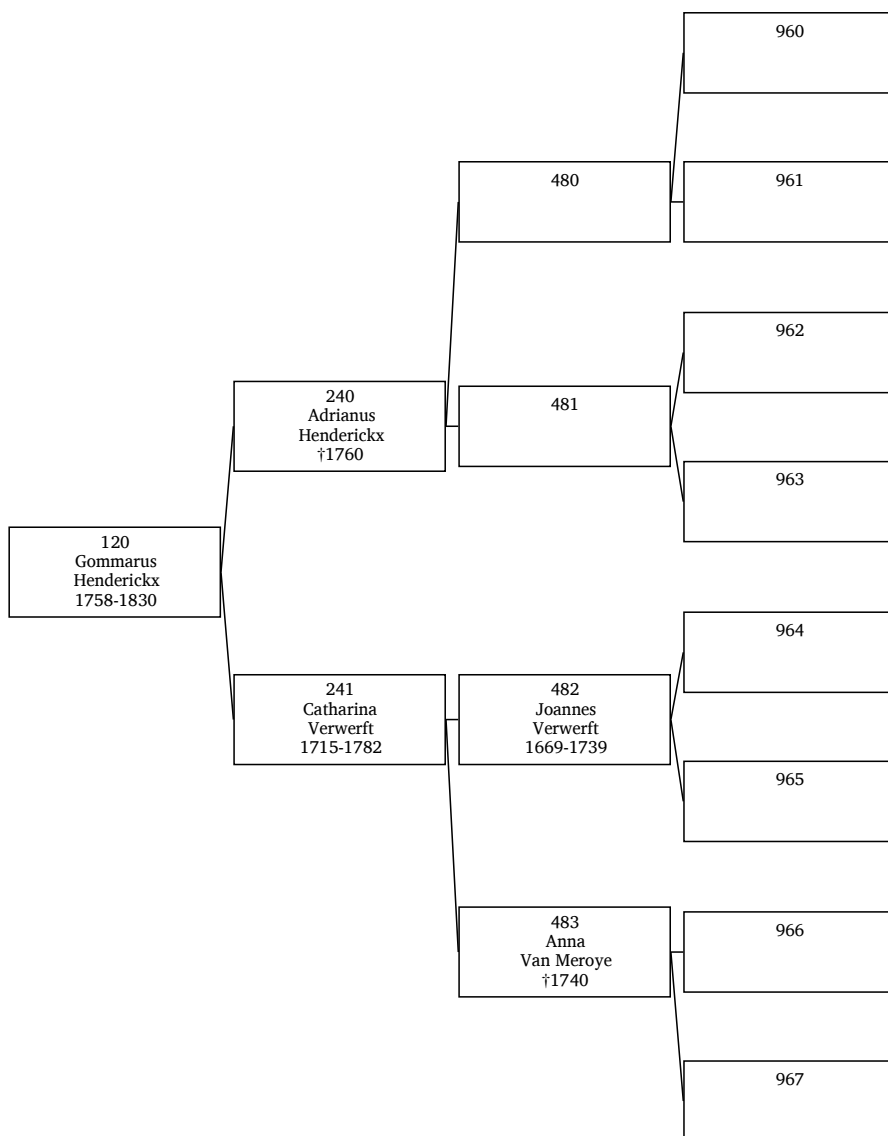 960
480
961
962
240
Adrianus
Henderickx
†1760
481
963
120
Gommarus
Henderickx
1758-1830
964
241
Catharina
Verwerft
1715-1782
482
Joannes
Verwerft
1669-1739
965
483
Anna
Van Meroye
†1740
966
967